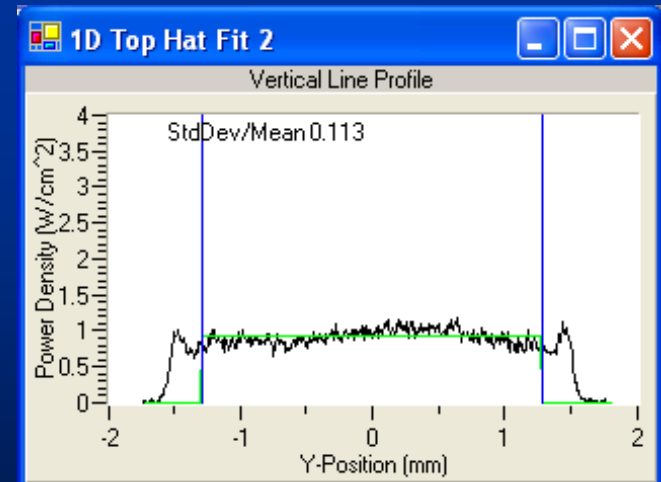 1D Top Hat Fit 2
Vertical Line Profile
StdDev/Mean 0.113
Power Density (W/cm^2)
4
3.5
3
2.5
2
1.5
1
0.5
0
-2
-1
0
1
2
Y-Position (mm)